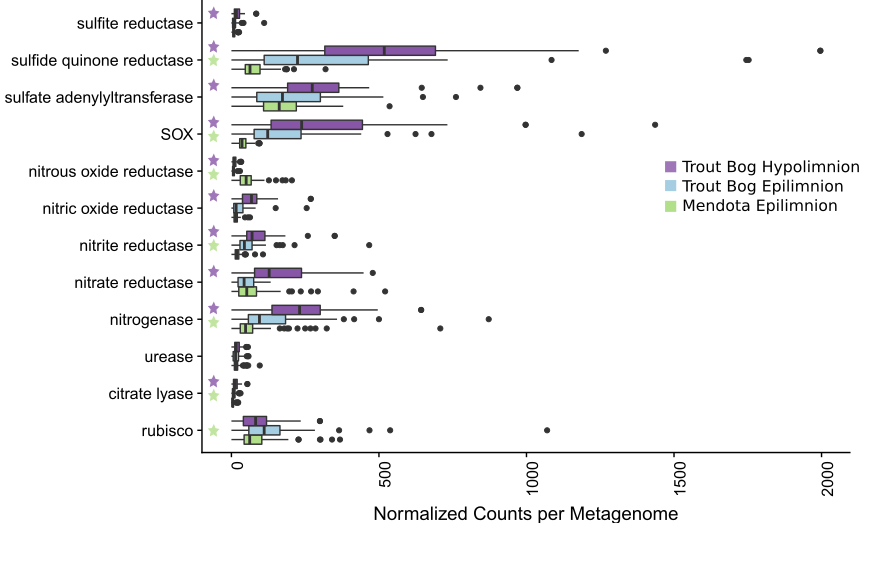 sulfite reductase
sulfide quinone reductase
sulfate adenylyltransferase
SOX
nitrous oxide reductase
nitric oxide reductase
nitrite reductase
nitrate reductase
nitrogenase
urease
citrate lyase
rubisco
Trout Bog Hypolimnion
Trout Bog Epilimnion
Mendota Epilimnion
0
500
1000
1500
2000
Normalized Counts per Metagenome